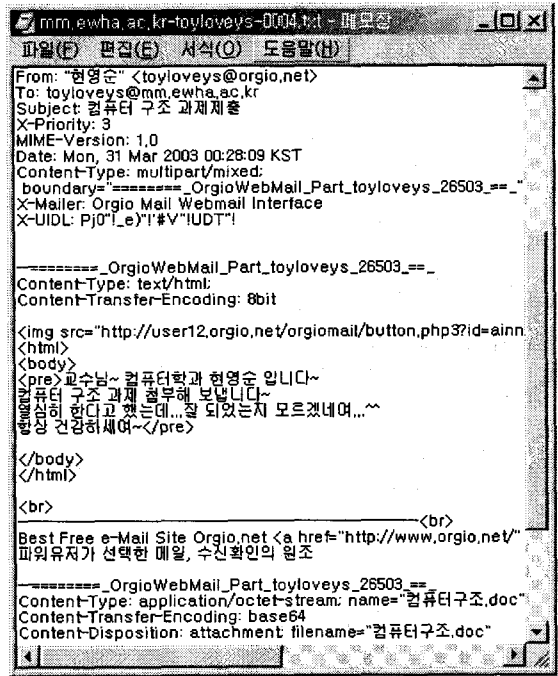 mm.ewha.ac.kr-toyloveys-0004.txt - 메모장
파일(F) 편집(E) 서식(O) 도움말(H)
From: "현영순" <toyloveys@orgio.net>
To: toyloveys@mm.ewha.ac.kr
Subject: 컴퓨터 구조 과제제출
X-Priority: 3
MIME-Version: 1.0
Date: Mon, 31 Mar 2003 00:28:09 KST
Content-Type: multipart/mixed;
boundary="========_OrgioWebMail_Part_toyloveys_26503_==_"
X-Mailer: Orgio Mail Webmail Interface
X-UIDL: Pj0"!_e)"!'#V"!UDT"!
--========_OrgioWebMail_Part_toyloveys_26503_==_
Content-Type: text/html;
Content-Transfer-Encoding: 8bit
<img src="http://user12.orgio.net/orgiomail/button.php3?id=ainn
<html>
<body>
<pre>교수님~ 컴퓨터학과 현영순 입니다~
컴퓨터 구조 과제 첨부해 보냅니다~
열심히 한다고 했는데...잘 되었는지 모르겠네여...^^
항상 건강하세여~</pre>
</body>
</html>
<br>
--------------------------------------------------<br>
Best Free e-Mail Site Orgio.net <a href="http://www.orgio.net/"
파워유저가 선택한 메일, 수신확인의 원조
--========_OrgioWebMail_Part_toyloveys_26503_==_
Content-Type: application/octet-stream; name="컴퓨터구조.doc"
Content-Transfer-Encoding: base64
Content-Disposition: attachment; filename="컴퓨터구조.doc"